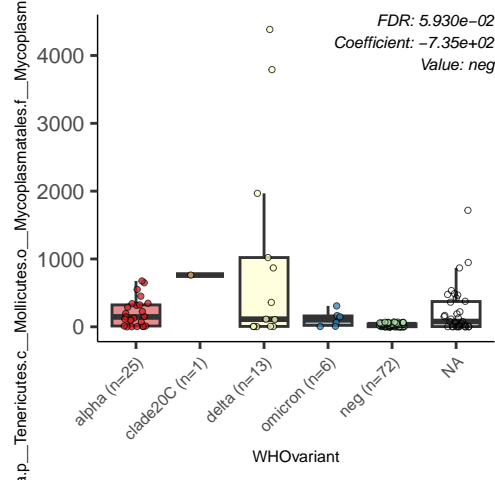 FDR: 5.930e−02
Coefficient: −7.35e+02
Value: neg
a.p__Tenericutes.c__Mollicutes.o__Mycoplasmatales.f__Mycoplasm
4000
3000
2000
1000
0
alpha (n=25)
clade20C (n=1)
delta (n=13)
omicron (n=6)
neg (n=72)
NA
WHOvariant